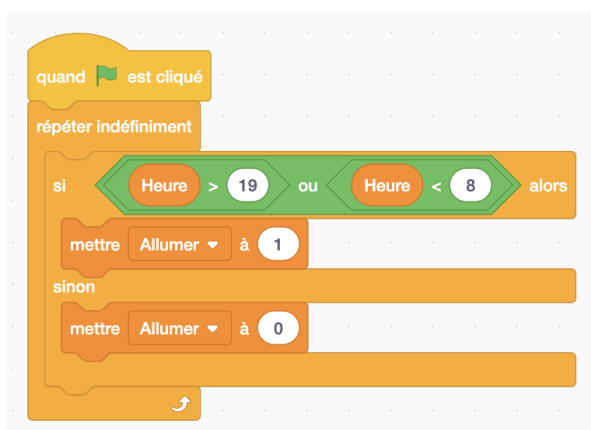 quand est cliqué
répéter indéfiniment
si Heure > 19 ou Heure < 8 alors
mettre Allumer à 1
sinon
mettre Allumer à 0